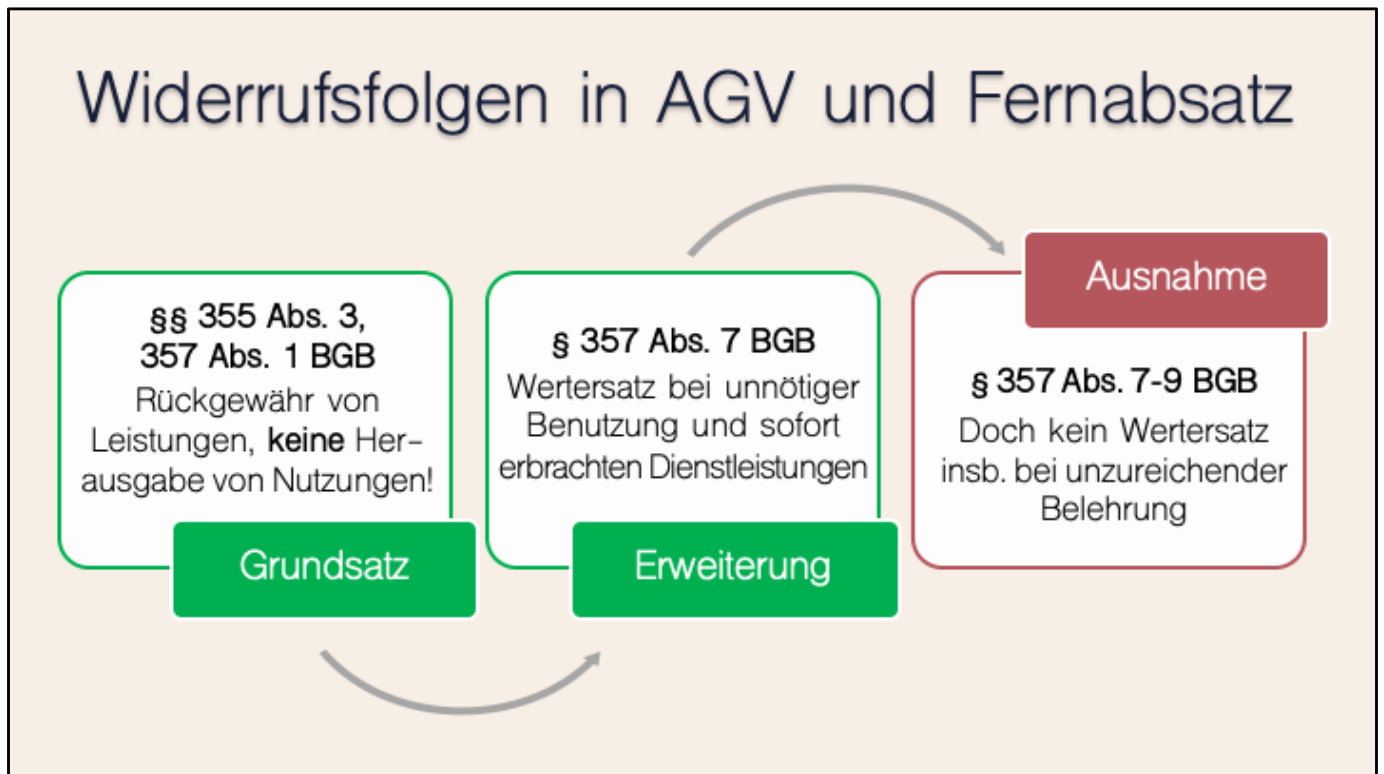 Widerrufsfolgen in AGV und Fernabsatz
§§ 355 Abs. 3,
357 Abs. 1 BGB
Rückgewähr von
Leistungen, keine Her-
ausgabe von Nutzungen!
Grundsatz
§ 357 Abs. 7 BGB
Wertersatz bei unnötiger
Benutzung und sofort
erbrachten Dienstleistungen
Erweiterung
Ausnahme
§ 357 Abs. 7-9 BGB
Doch kein Wertersatz
insb. bei unzureichender
Belehrung